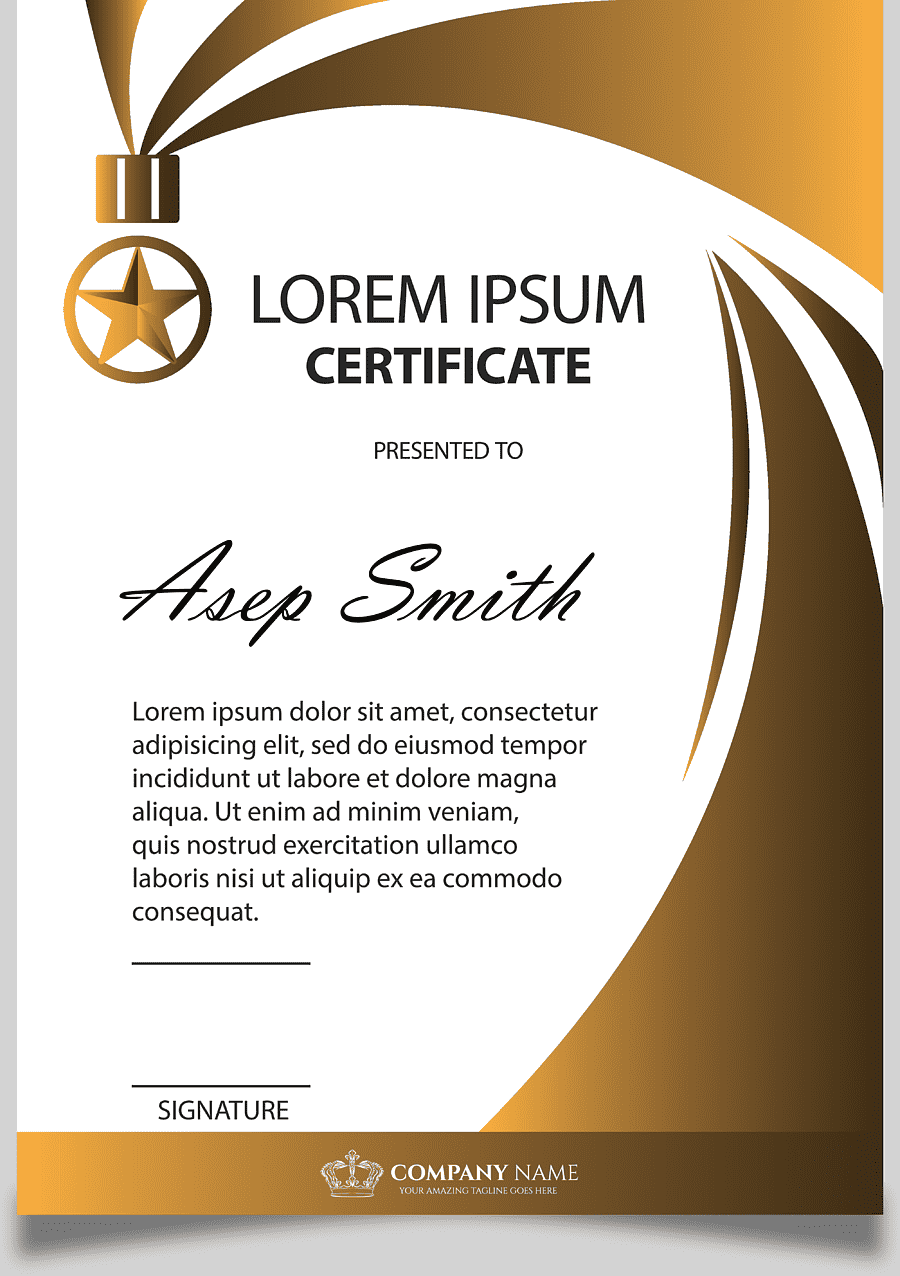 LOREM IPSUM
CERTIFICATE
PRESENTED TO
Asep Smith
Lorem ipsum dolor sit amet, consectetur
adipisicing elit, sed do eiusmod tempor
incididunt ut labore et dolore magna
aliqua. Ut enim ad minim veniam,
quis nostrud exercitation ullamco
laboris nisi ut aliquip ex ea commodo
consequat.
SIGNATURE
COMPANY NAME
YOUR AMAZING TAGLINE GOES HERE